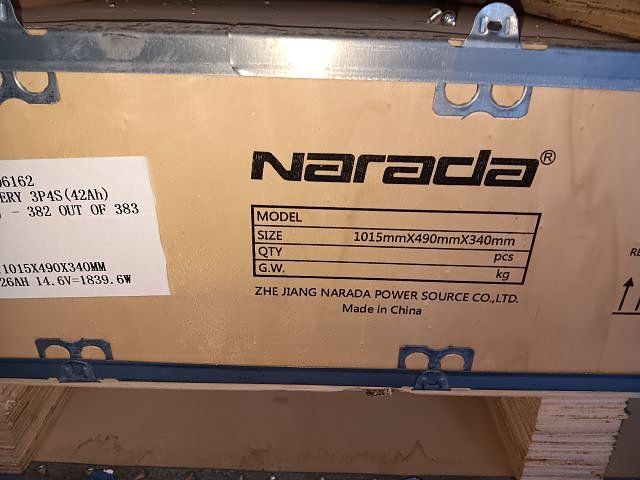 06162
ERY 3P4S(42Ah)
- 382 OUT OF 383
1015X490X340MM
26AH 14.6V=1839.6W
Narada®
MODEL
SIZE 1015mmX490mmX340mm
QTY pcs
G.W. kg
ZHE JIANG NARADA POWER SOURCE CO.,LTD.
Made in China
RE